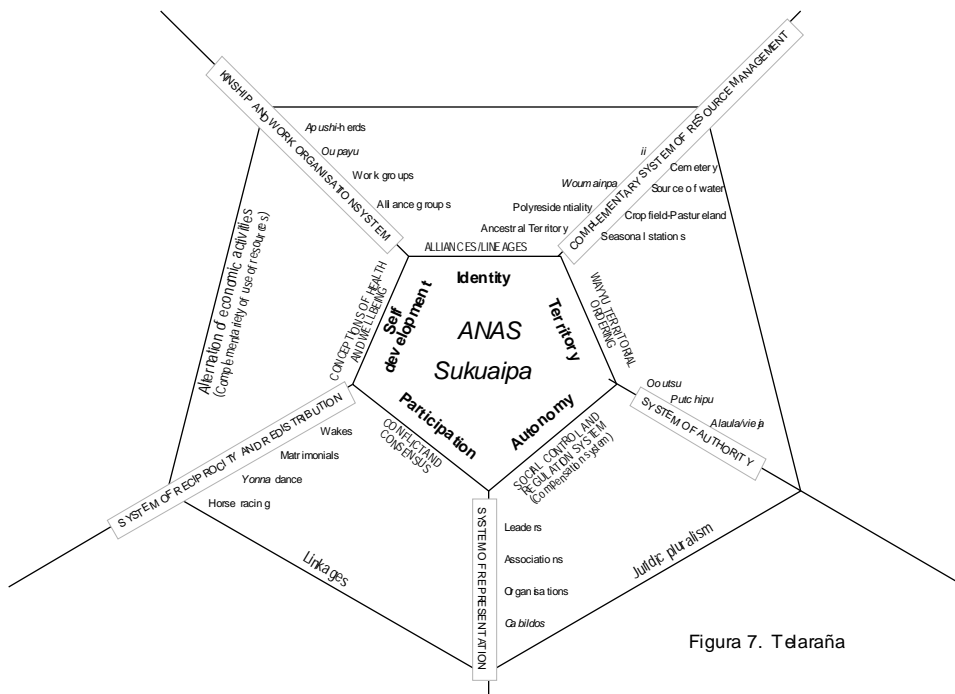 KINSHIP AND WORK ORGANISATION SYSTEM
Apushi-herds
Oupayu
Work groups
Alliance groups
COMPLEMENTARY SYSTEM OF RESOURCE MANAGEMENT
ii
Woumainpa
Polyresidentiality
Ancestral Territory
Cemetery
Source of water
Crop field-Pastureland
Seasonal stations
ALLIANCES/LINEAGES
Identity
CONCEPTIONS OF HEALTH
AND WELLBEING
Self
development
ANAS
Sukuaipa
Territory
WAYYU TERRITORIAL
ORDERING
Alternation of economic activities
(Complementariety of use of resources)
Participation
CONFLICT AND
CONSENSUS
Autonomy
SOCIAL CONTROL AND
REGULATION SYSTEM
(Compensation system)
Ooutsu
Putchipu
Alaula/vieja
SYSTEM OF AUTHORITY
SYSTEM OF RECIPROCITY AND REDISTRIBUTION
Wakes
Matrimonials
Yonna dance
Horse racing
SYSTEM OF REPRESENTATION
Leaders
Associations
Organisations
Cabildos
Linkages
Juridic pluralism
Figura 7. Telaraña